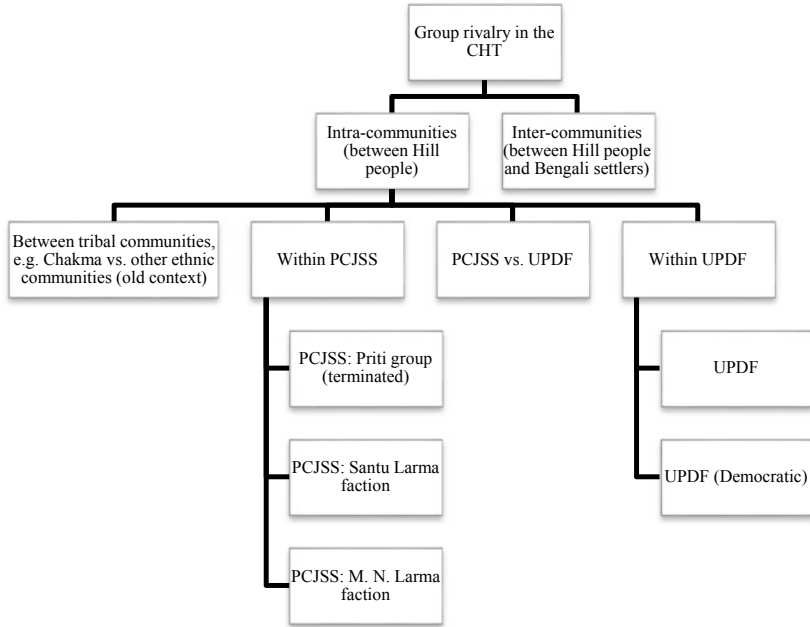 Group rivalry in the
CHT
Intra-communities
(between Hill
people)
Inter-communities
(between Hill people
and Bengali settlers)
Between tribal communities,
e.g. Chakma vs. other ethnic
communities (old context)
Within PCJSS
PCJSS vs. UPDF
Within UPDF
PCJSS: Priti group
(terminated)
PCJSS: Santu Larma
faction
PCJSS: M. N. Larma
faction
UPDF
UPDF (Democratic)